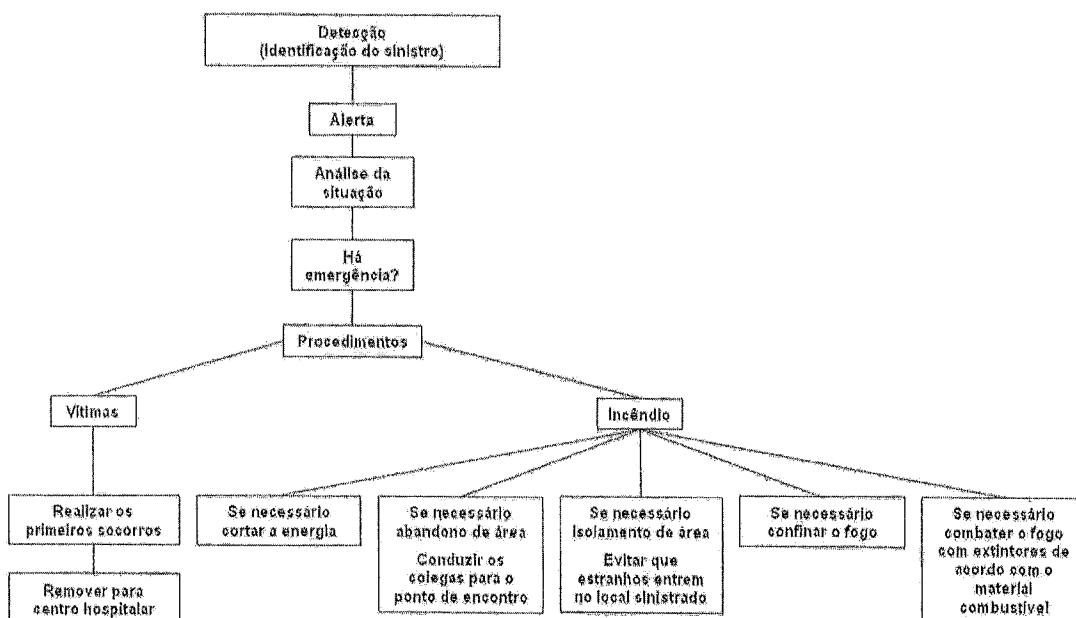 Detecção
(Identificação do sinistro)
Alerta
Análise da
situação
Há
emergência?
Procedimentos
Vítimas
Incêndio
Realizar os
primeiros socorros
Remover para
centro hospitalar
Se necessário
cortar a energia
Se necessário
abandono de área
Conduzir os
colegas para o
ponto de encontro
Se necessário
Isolamento de área
Evitar que
estranhos entrem
no local sinistrado
Se necessário
confinar o fogo
Se necessário
combater o fogo
com extintores de
acordo com o
material
combustível